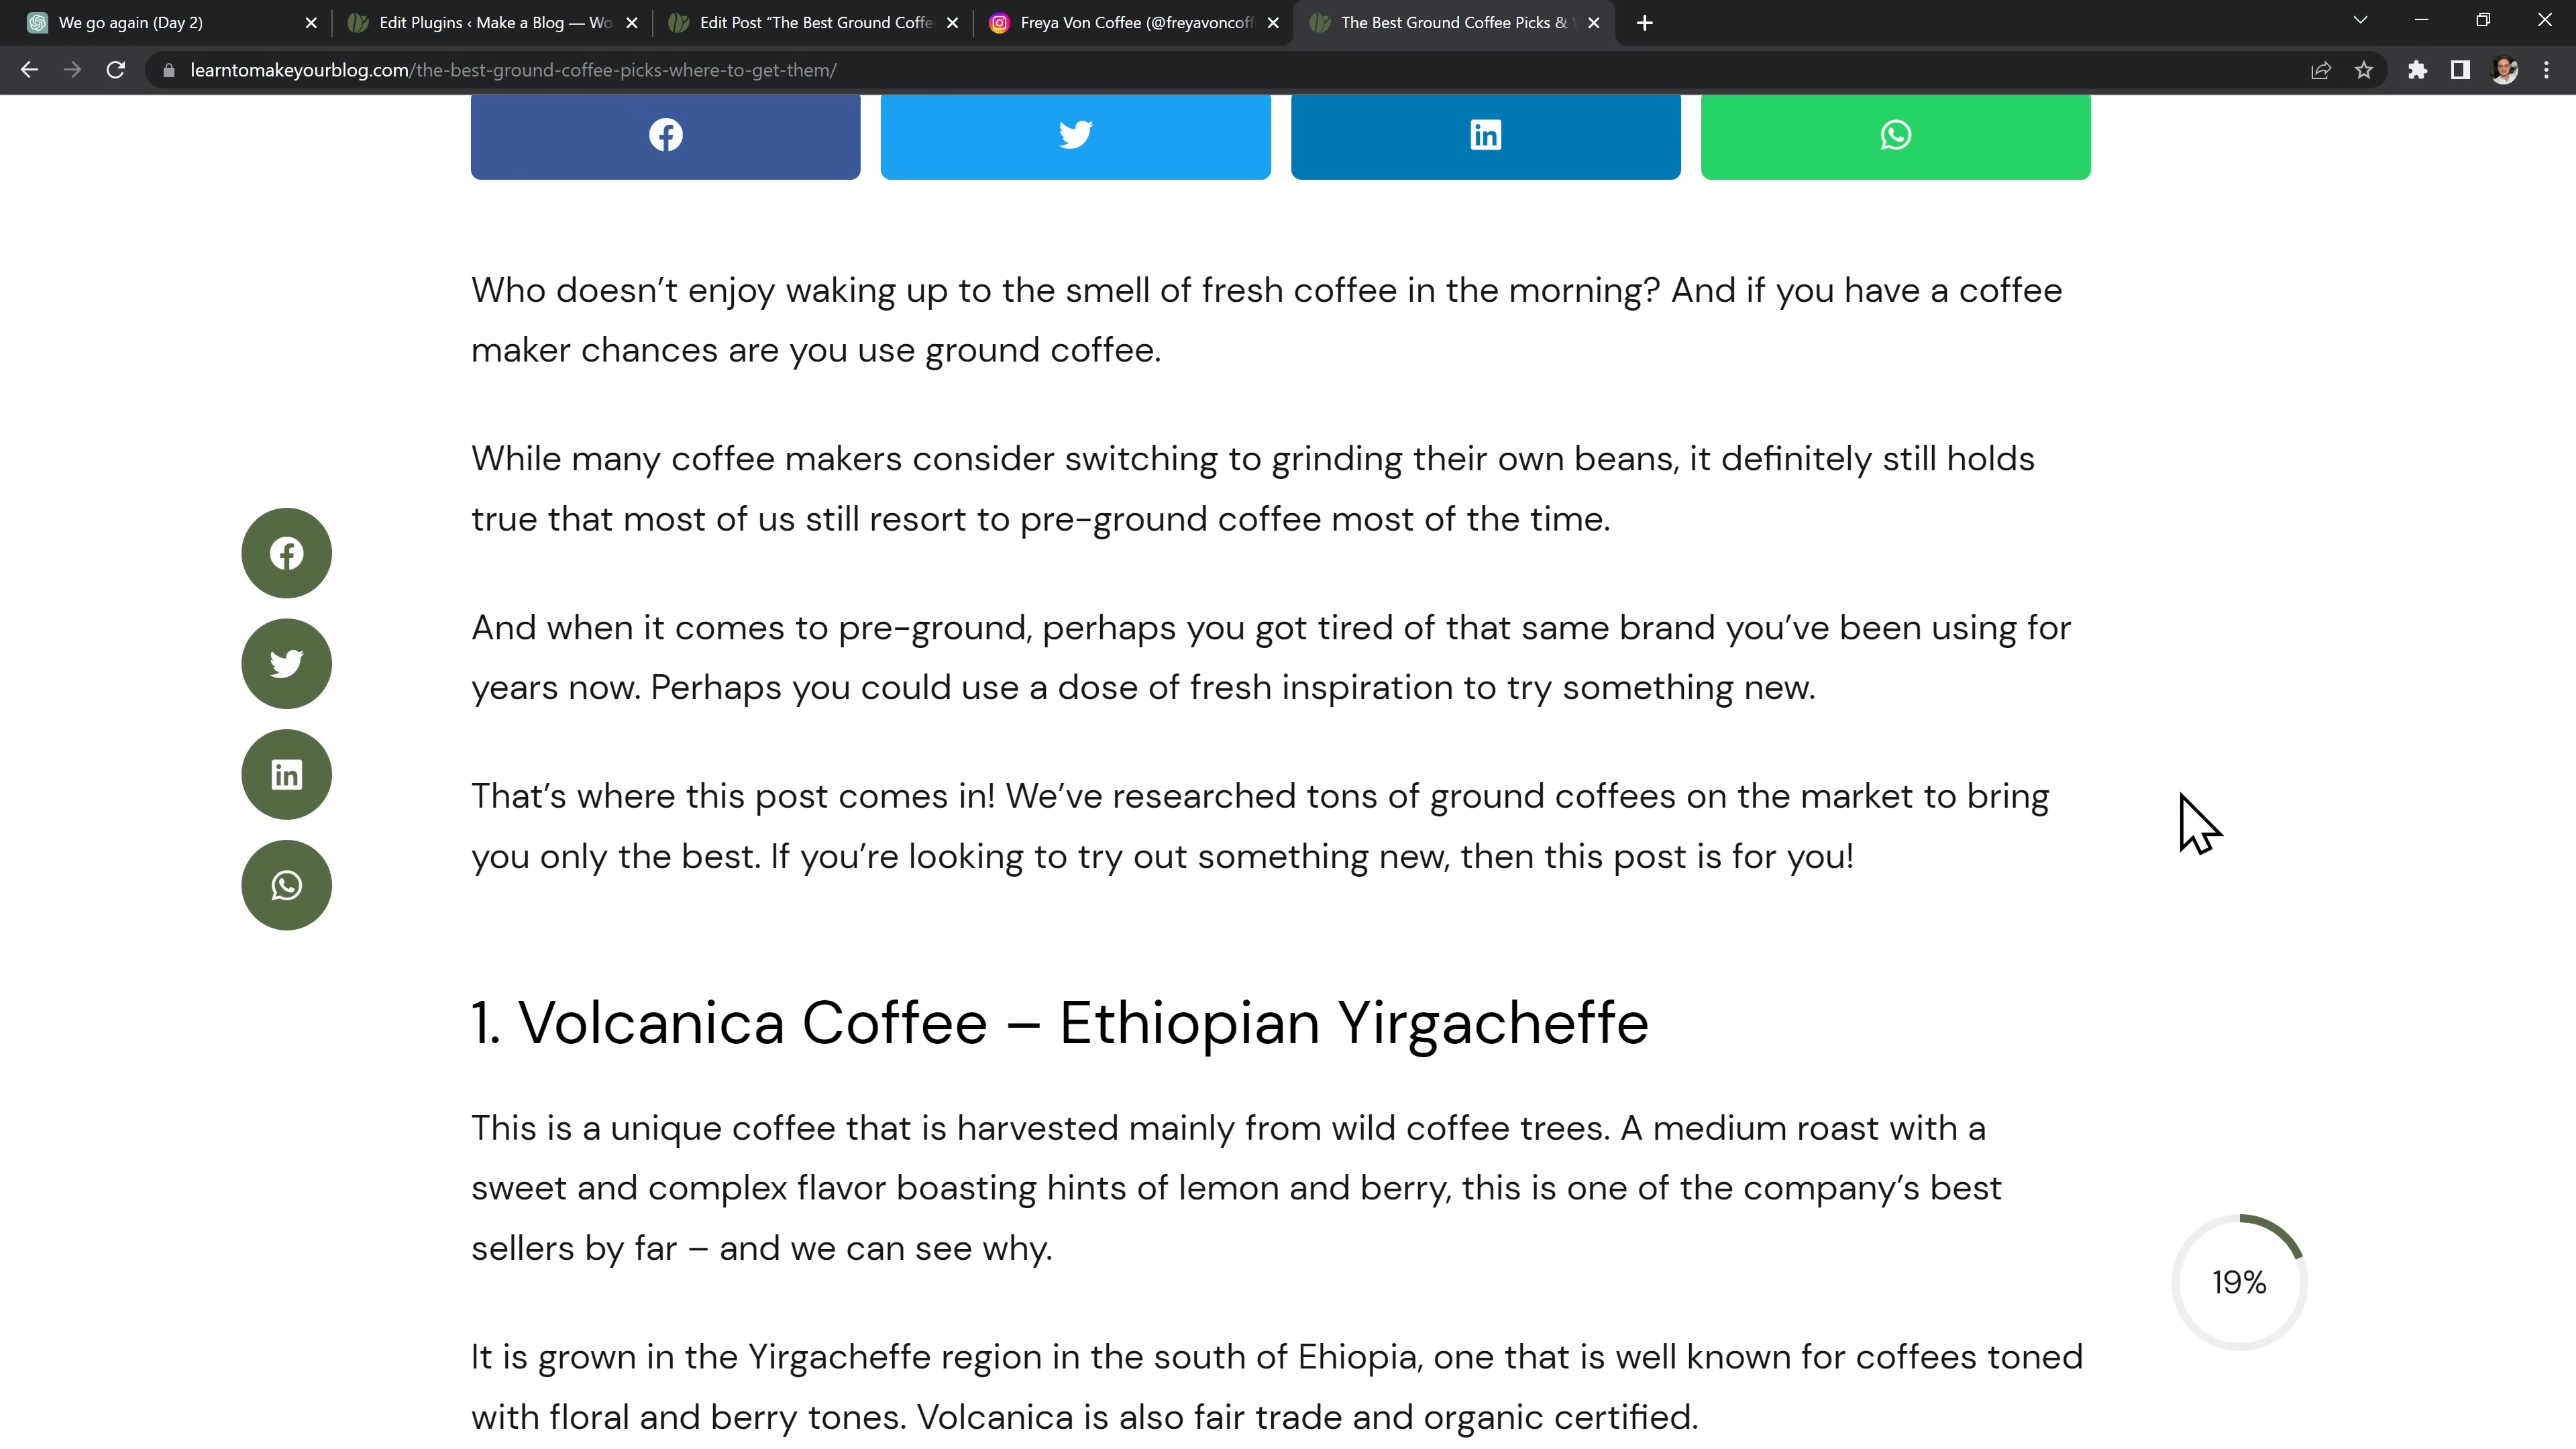 We go again (Day 2)
Edit Plugins ‹ Make a Blog — Wo
Edit Post “The Best Ground Coffe
Freya Von Coffee (@freyavoncoff
The Best Ground Coffee Picks &
learntomakeyourblog.com/the-best-ground-coffee-picks-where-to-get-them/
Who doesn’t enjoy waking up to the smell of fresh coffee in the morning? And if you have a coffee
maker chances are you use ground coffee.
While many coffee makers consider switching to grinding their own beans, it definitely still holds
true that most of us still resort to pre-ground coffee most of the time.
And when it comes to pre-ground, perhaps you got tired of that same brand you’ve been using for
years now. Perhaps you could use a dose of fresh inspiration to try something new.
That’s where this post comes in! We’ve researched tons of ground coffees on the market to bring
you only the best. If you’re looking to try out something new, then this post is for you!
1. Volcanica Coffee – Ethiopian Yirgacheffe
This is a unique coffee that is harvested mainly from wild coffee trees. A medium roast with a
sweet and complex flavor boasting hints of lemon and berry, this is one of the company’s best
sellers by far – and we can see why.
19%
It is grown in the Yirgacheffe region in the south of Ehiopia, one that is well known for coffees toned
with floral and berry tones. Volcanica is also fair trade and organic certified.